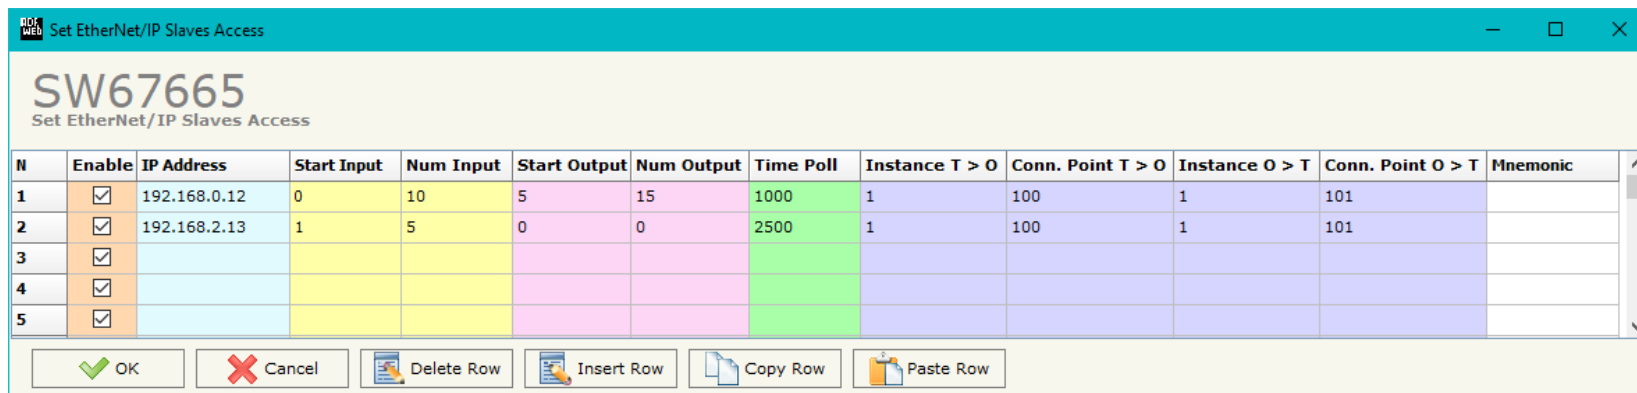 ADF WEB Set EtherNet/IP Slaves Access
SW67665
Set EtherNet/IP Slaves Access
N Enable IP Address Start Input Num Input Start Output Num Output Time Poll Instance T > O Conn. Point T > O Instance O > T Conn. Point O > T Mnemonic
1 192.168.0.12 0 10 5 15 1000 1 100 1 101
2 192.168.2.13 1 5 0 0 2500 1 100 1 101
3
4
5
OK Cancel Delete Row Insert Row Copy Row Paste Row